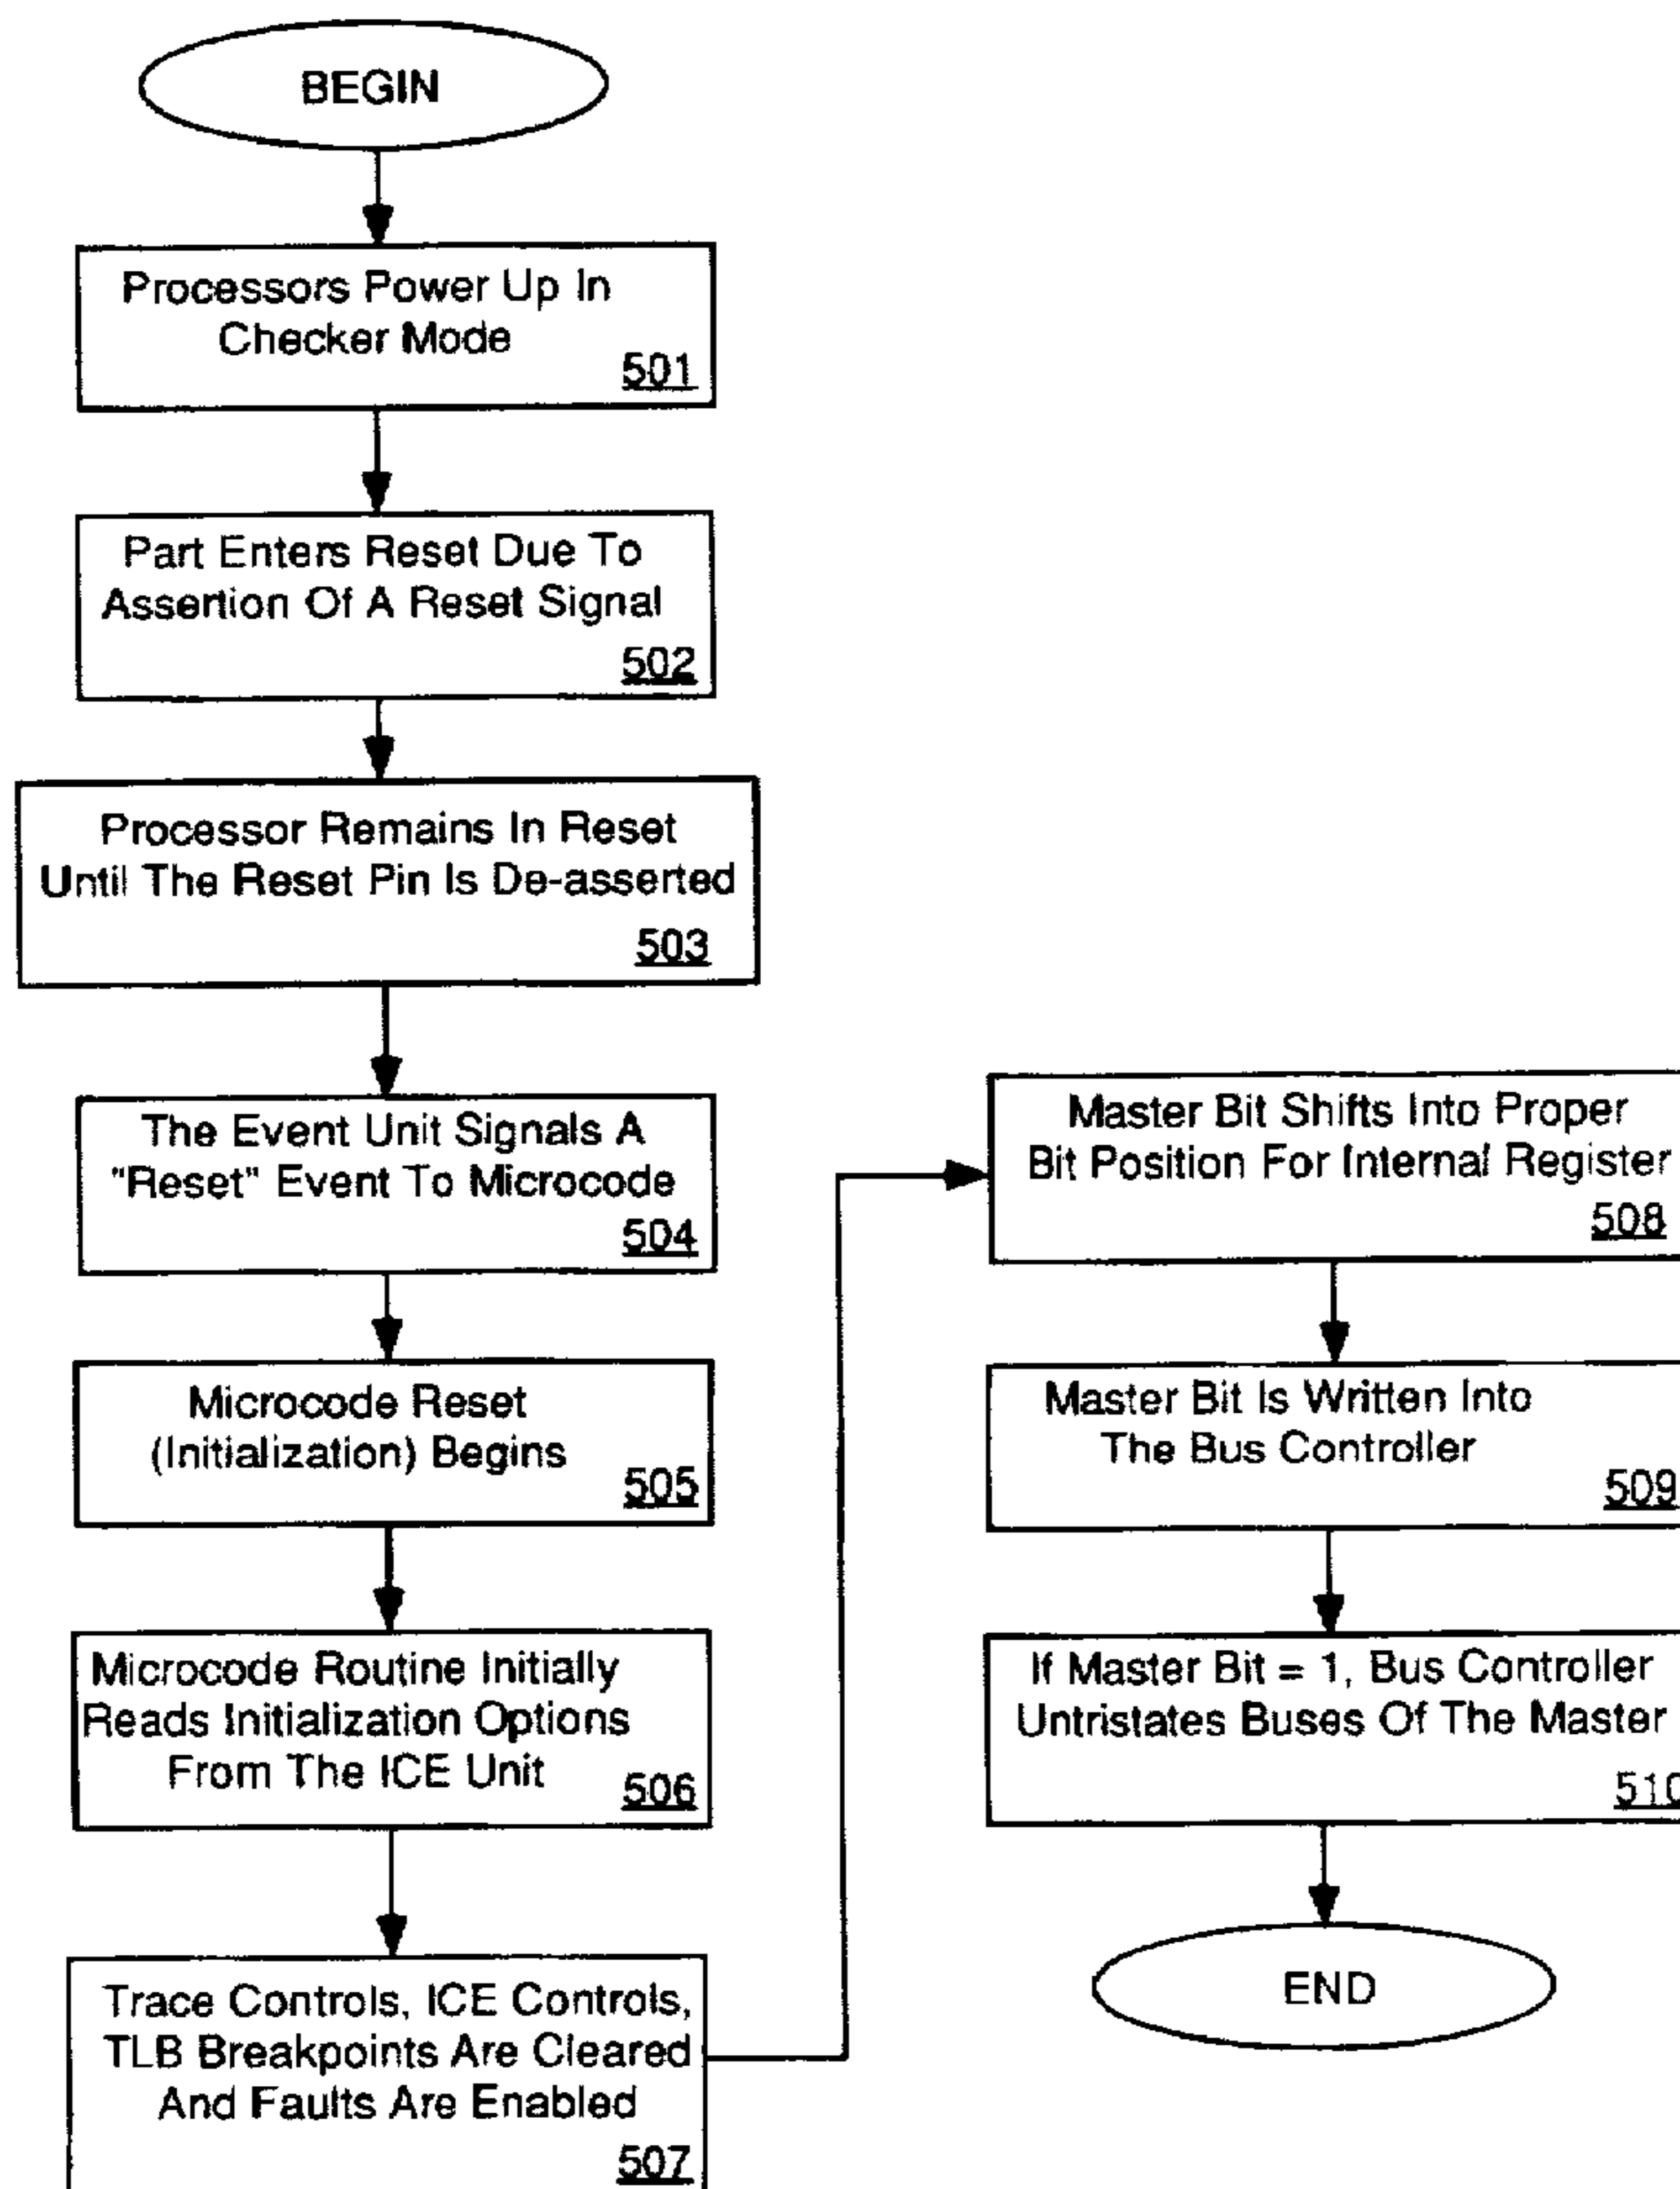 BEGIN
Processors Power Up In
Checker Mode
501
Part Enters Reset Due To
Assertion Of A Reset Signal
502
Processor Remains In Reset
Until The Reset Pin Is De-asserted
503
The Event Unit Signals A
"Reset" Event To Microcode
504
Microcode Reset
(Initialization) Begins
505
Microcode Routine Initially
Reads Initialization Options
From The ICE Unit
506
Trace Controls, ICE Controls,
TLB Breakpoints Are Cleared
And Faults Are Enabled
507
Master Bit Shifts Into Proper
Bit Position For Internal Register
508
Master Bit Is Written Into
The Bus Controller
509
If Master Bit = 1, Bus Controller
Untristates Buses Of The Master
510
END